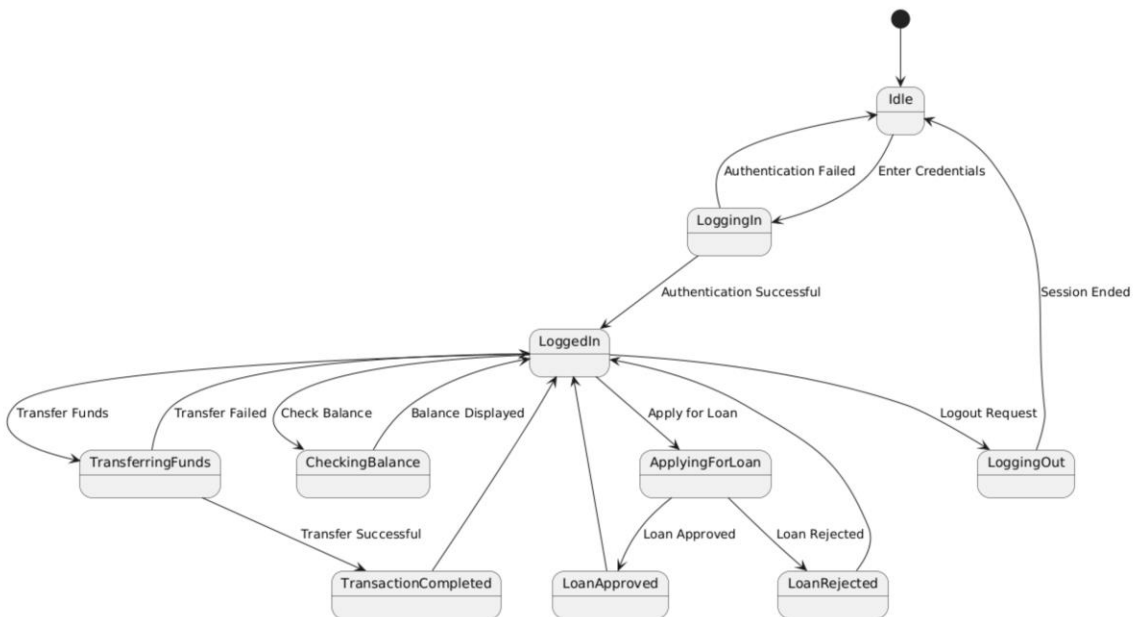 Idle
Authentication Failed
Enter Credentials
LoggingIn
Authentication Successful
Session Ended
LoggedIn
Transfer Funds
Transfer Failed
Check Balance
Balance Displayed
Apply for Loan
Logout Request
TransferringFunds
CheckingBalance
ApplyingForLoan
LoggingOut
Transfer Successful
Loan Approved
Loan Rejected
TransactionCompleted
LoanApproved
LoanRejected